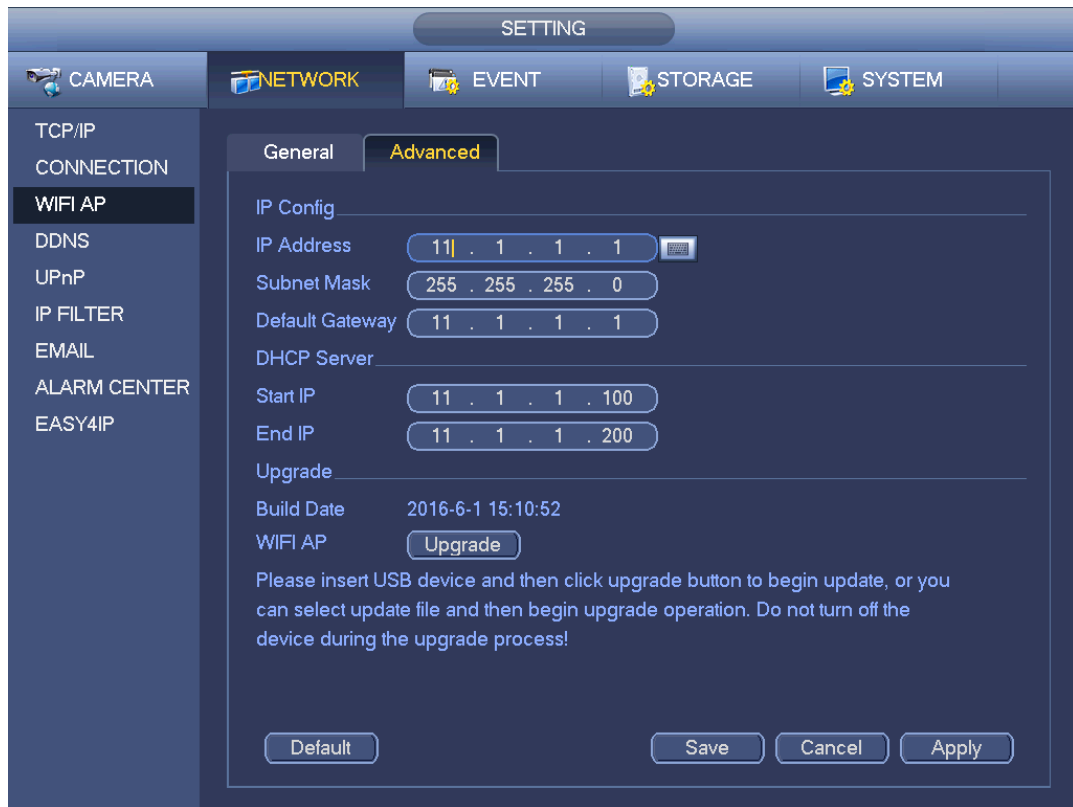 SETTING
CAMERA NETWORK EVENT STORAGE SYSTEM
TCP/IP
CONNECTION
WIFI AP
DDNS
UPnP
IP FILTER
EMAIL
ALARM CENTER
EASY4IP
General Advanced
IP Config
IP Address 11 . 1 . 1 . 1
Subnet Mask 255 . 255 . 255 . 0
Default Gateway 11 . 1 . 1 . 1
DHCP Server
Start IP 11 . 1 . 1 . 100
End IP 11 . 1 . 1 . 200
Upgrade
Build Date 2016-6-1 15:10:52
WIFI AP Upgrade
Please insert USB device and then click upgrade button to begin update, or you
can select update file and then begin upgrade operation. Do not turn off the
device during the upgrade process!
Default Save Cancel Apply